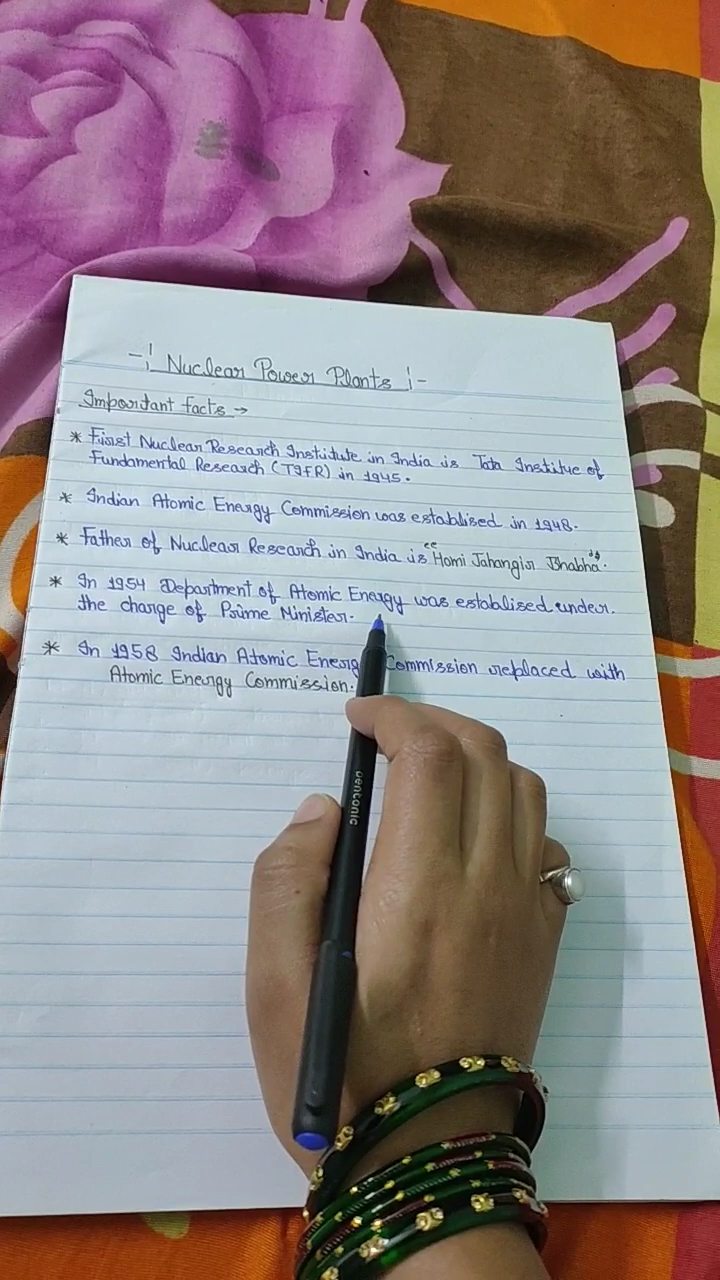 -: Nuclear Power Plants :-
Important facts →
* First Nuclear Research Institute in India is Tata Institue of
Fundamental Research (TIFR) in 1945.
* Indian Atomic Energy Commission was establised in 1948.
* Father of Nuclear Research in India is "Homi Jahangir Bhabha".
* In 1954 Department of Atomic Energy was establised under.
the charge of Prime Minister.
* In 1958 Indian Atomic Energ Commission replaced with
Atomic Energy Commission.
pentonic